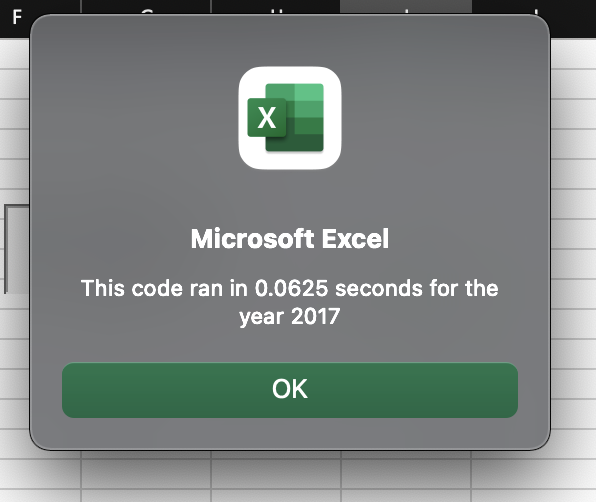 F
X
Microsoft Excel
This code ran in 0.0625 seconds for the
year 2017
OK